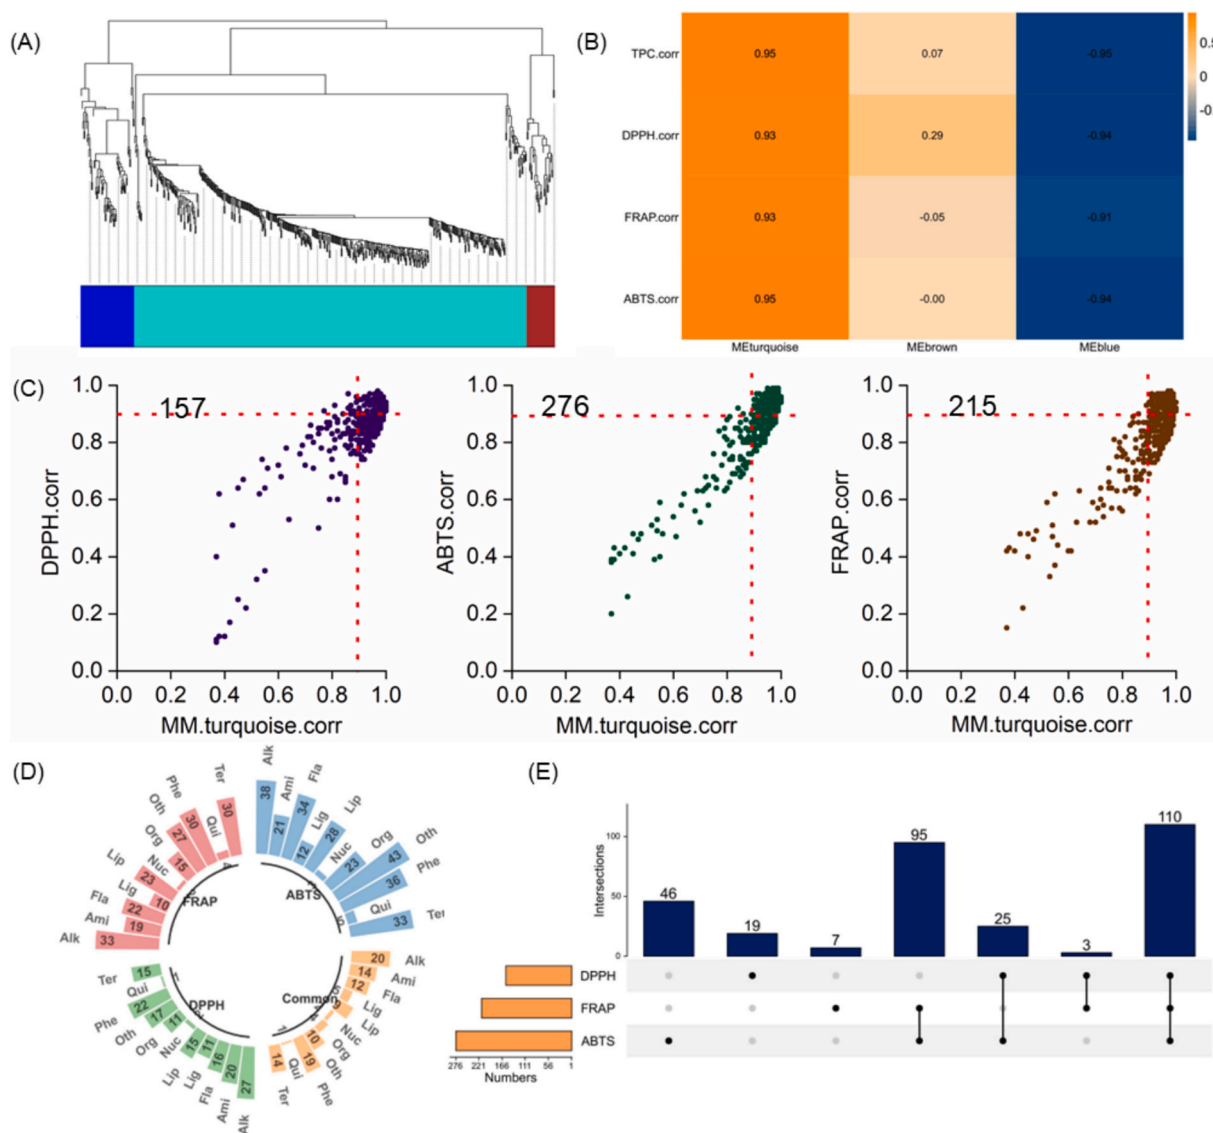 (A)
(B)
TPC.corr 0.95 0.07 -0.95
DPPH.corr 0.93 0.29 -0.94
FRAP.corr 0.93 -0.05 -0.91
ABTS.corr 0.95 -0.00 -0.94
MEturquoise MEbrown MEblue
0
(C)
157
DPPH.corr
1.0
0.8
0.6
0.4
0.2
0.0
0.0 0.2 0.4 0.6 0.8 1.0
MM.turquoise.corr
276
ABTS.corr
1.0
0.8
0.6
0.4
0.2
0.0
0.0 0.2 0.4 0.6 0.8 1.0
MM.turquoise.corr
215
FRAP.corr
1.0
0.8
0.6
0.4
0.2
0.0
0.0 0.2 0.4 0.6 0.8 1.0
MM.turquoise.corr
(D)
FRAP
Alk 33
Ami 19
Fla 22
Lig 10
Lip 23
Nuc
Org 15
Oth 27
Phe 30
Qui
Ter 30
ABTS
Alk 38
Ami 21
Fla 34
Lig 12
Lip 28
Nuc
Org 23
Oth 43
Phe 36
Qui 5
Ter 33
Common
Alk 20
Ami 14
Fla 12
Lig 5
Lip 9
Nuc
Org
Oth 10
Phe 19
Qui
Ter 14
DPPH
Alk 27
Ami 20
Fla 16
Lig 11
Lip 15
Nuc
Org 11
Oth 17
Phe 22
Qui 1
Ter 15
(E)
Intersections
100
50
0
46
19
7
95
25
3
110
DPPH
FRAP
ABTS
276 221 166 111 56 1
Numbers